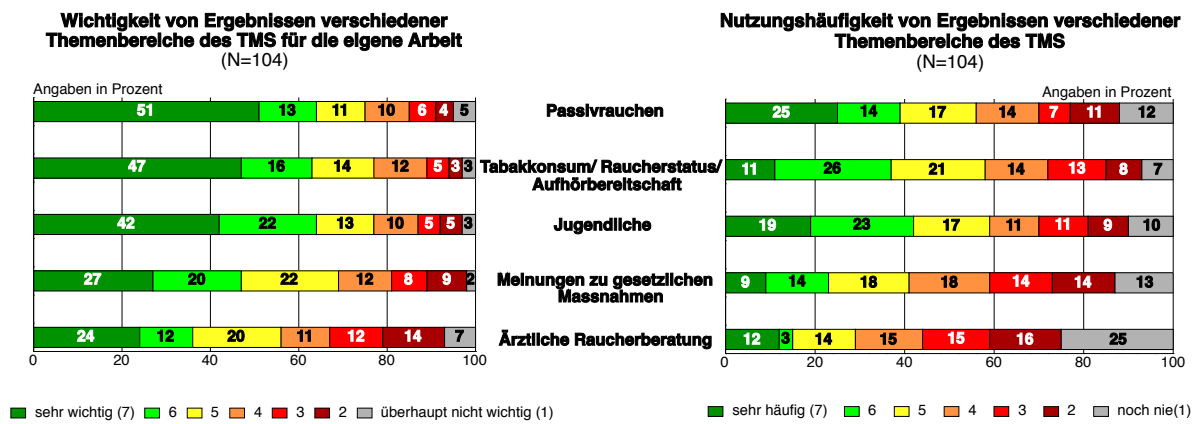 Wichtigkeit von Ergebnissen verschiedener
Themenbereiche des TMS für die eigene Arbeit
(N=104)
Nutzungshäufigkeit von Ergebnissen verschiedener
Themenbereiche des TMS
(N=104)
Angaben in Prozent
Angaben in Prozent
51 13 11 10 6 4 5
Passivrauchen
25 14 17 14 7 11 12
47 16 14 12 5 3 3
Tabakkonsum/ Raucherstatus/
Aufhörbereitschaft
11 26 21 14 13 8 7
42 22 13 10 5 5 3
Jugendliche
19 23 17 11 11 9 10
27 20 22 12 8 9 2
Meinungen zu gesetzlichen
Massnahmen
9 14 18 18 14 14 13
24 12 20 11 12 14 7
Ärztliche Raucherberatung
12 3 14 15 15 16 25
0 20 40 60 80 100
0 20 40 60 80 100
sehr wichtig (7) 6 5 4 3 2 überhaupt nicht wichtig (1)
sehr häufig (7) 6 5 4 3 2 noch nie(1)